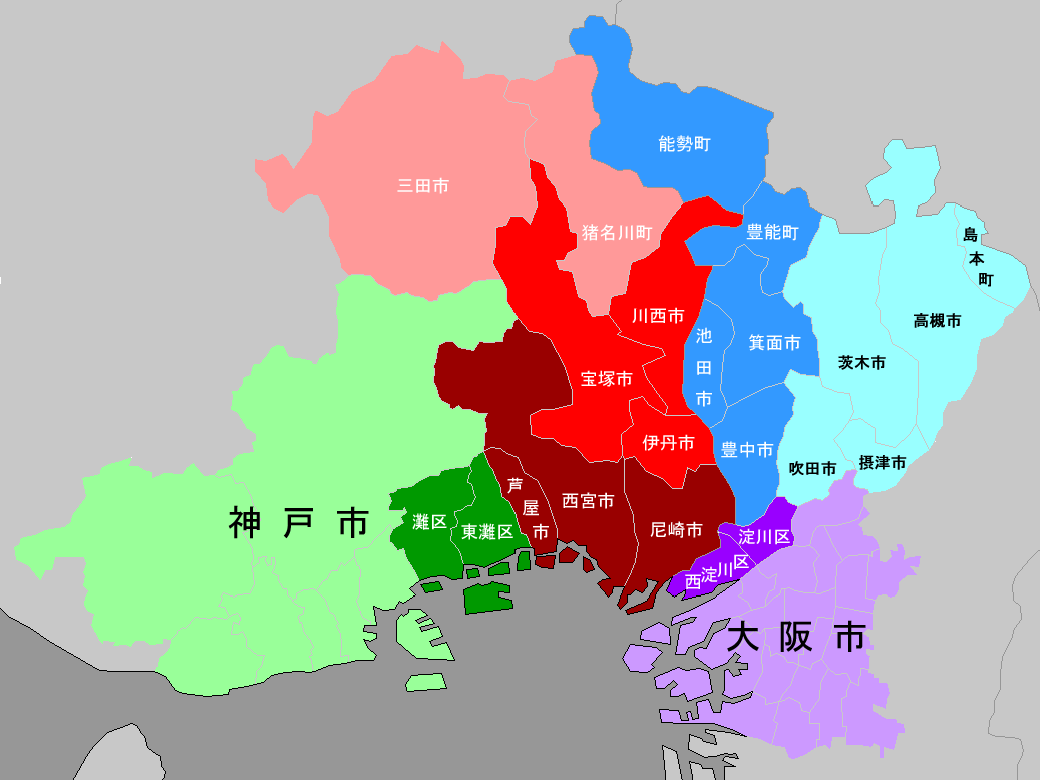 能勢町
三田市
猪名川町
豊能町
島本町
川西市
高槻市
池田市
箕面市
茨木市
宝塚市
伊丹市
豊中市
吹田市
摂津市
芦屋市
西宮市
神戸市
灘区
東灘区
尼崎市
淀川区
西淀川区
大阪市